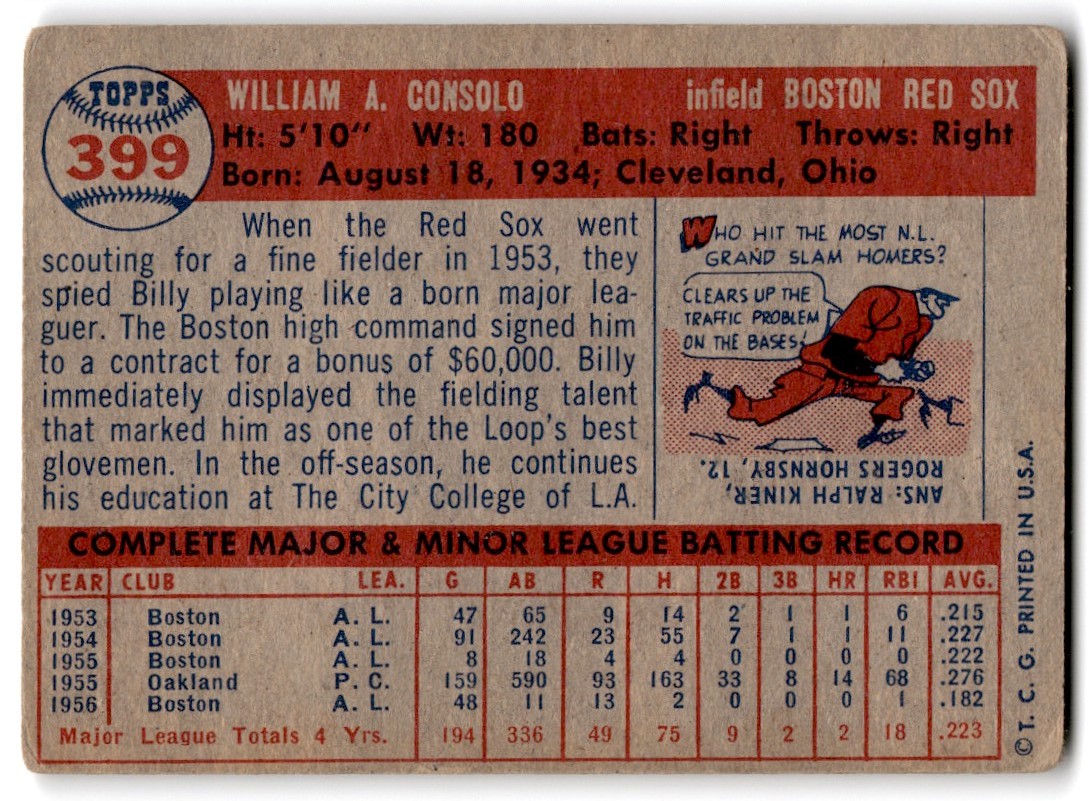 TOPPS
399
WILLIAM A. CONSOLO infield BOSTON RED SOX
Ht: 5'10" Wt: 180 Bats: Right Throws: Right
Born: August 18, 1934; Cleveland, Ohio
When the Red Sox went
scouting for a fine fielder in 1953, they
spied Billy playing like a born major lea-
guer. The Boston high command signed him
to a contract for a bonus of $60,000. Billy
immediately displayed the fielding talent
that marked him as one of the Loop's best
glovemen. In the off-season, he continues
his education at The City College of L.A.
WHO HIT THE MOST N.L.
GRAND SLAM HOMERS?
CLEARS UP THE
TRAFFIC PROBLEM
ON THE BASES!
ANS: RALPH KINER,
ROGERS HORNSBY, 12.
COMPLETE MAJOR & MINOR LEAGUE BATTING RECORD
YEAR CLUB LEA. G AB R H 2B 3B HR RBI AVG.
1953 Boston A. L. 47 65 9 14 2 1 1 6 .215
1954 Boston A. L. 91 242 23 55 7 1 1 11 .227
1955 Boston A. L. 8 18 4 4 0 0 0 0 .222
1955 Oakland P. C. 159 590 93 163 33 8 14 68 .276
1956 Boston A. L. 48 11 13 2 0 0 0 1 .182
Major League Totals 4 Yrs. 194 336 49 75 9 2 2 18 .223
© T. C. G. PRINTED IN U.S.A.